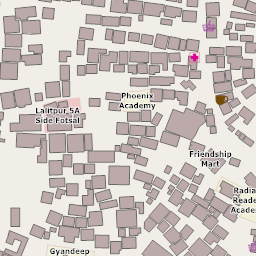 Phoenix
Academy
Lalitpur 5A
Side Fotsal
Friendship
Mart
Radia
Reade
Acade
Gyandeep